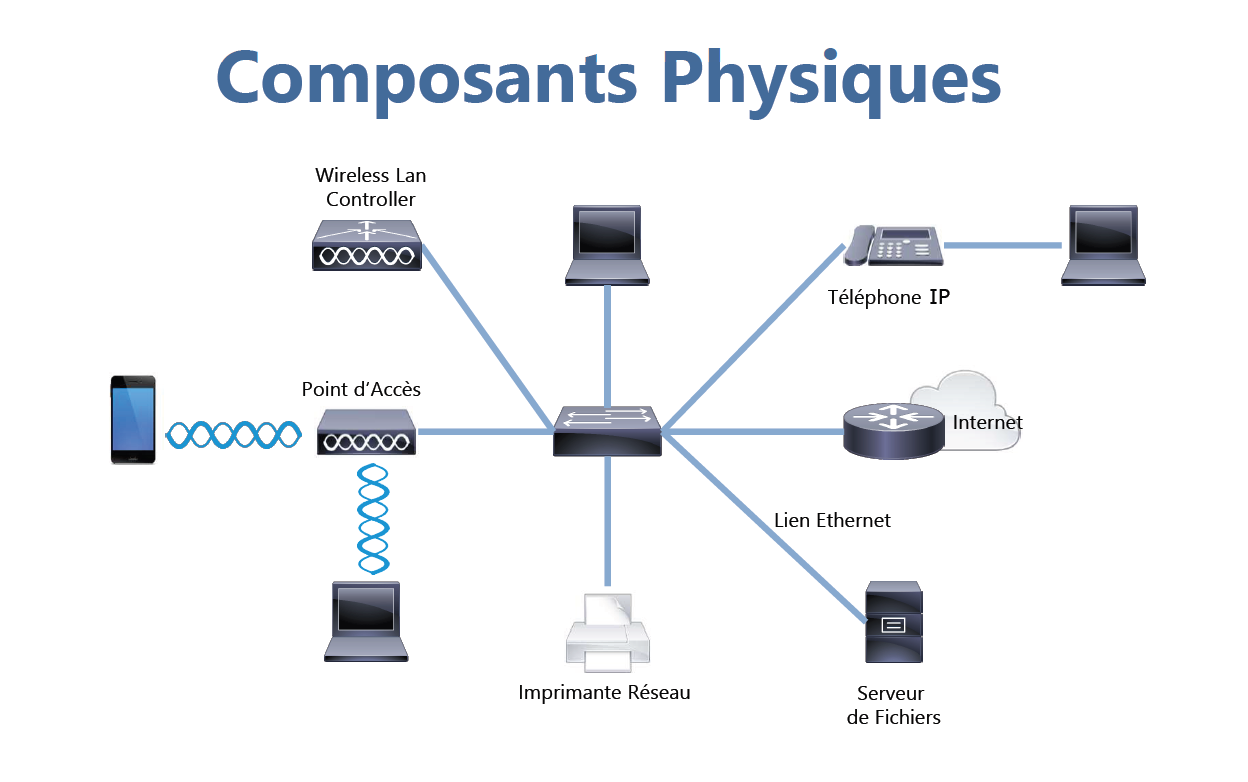 Composants Physiques
Wireless Lan
Controller
Téléphone IP
Point d’Accès
Internet
Lien Ethernet
Imprimante Réseau
Serveur
de Fichiers